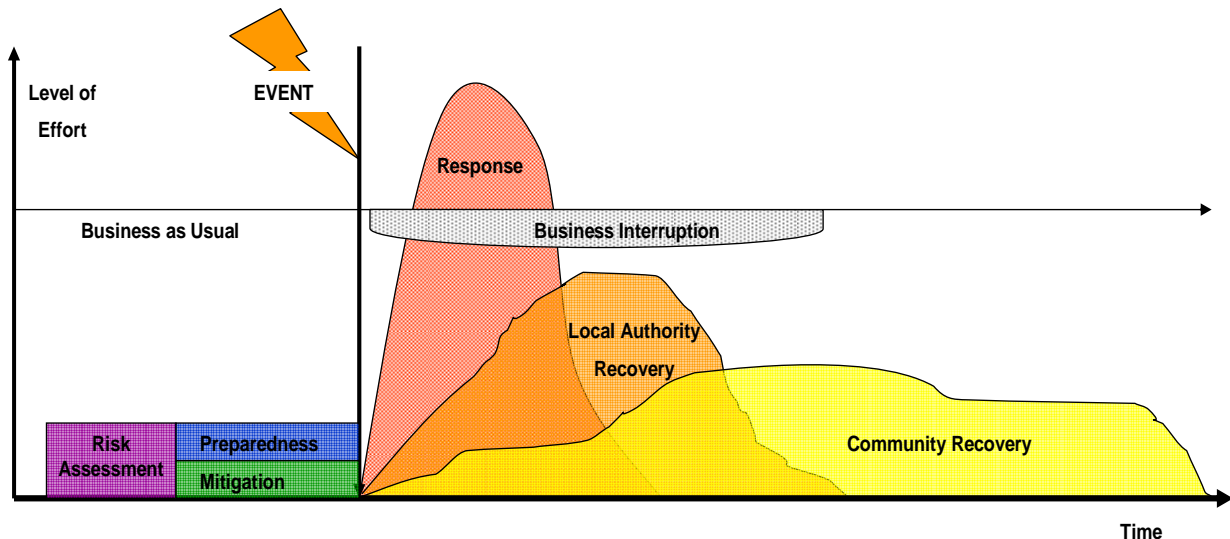 Level of
Effort
EVENT
Response
Business as Usual
Business Interruption
Local Authority
Recovery
Risk
Assessment
Preparedness
Mitigation
Community Recovery
Time